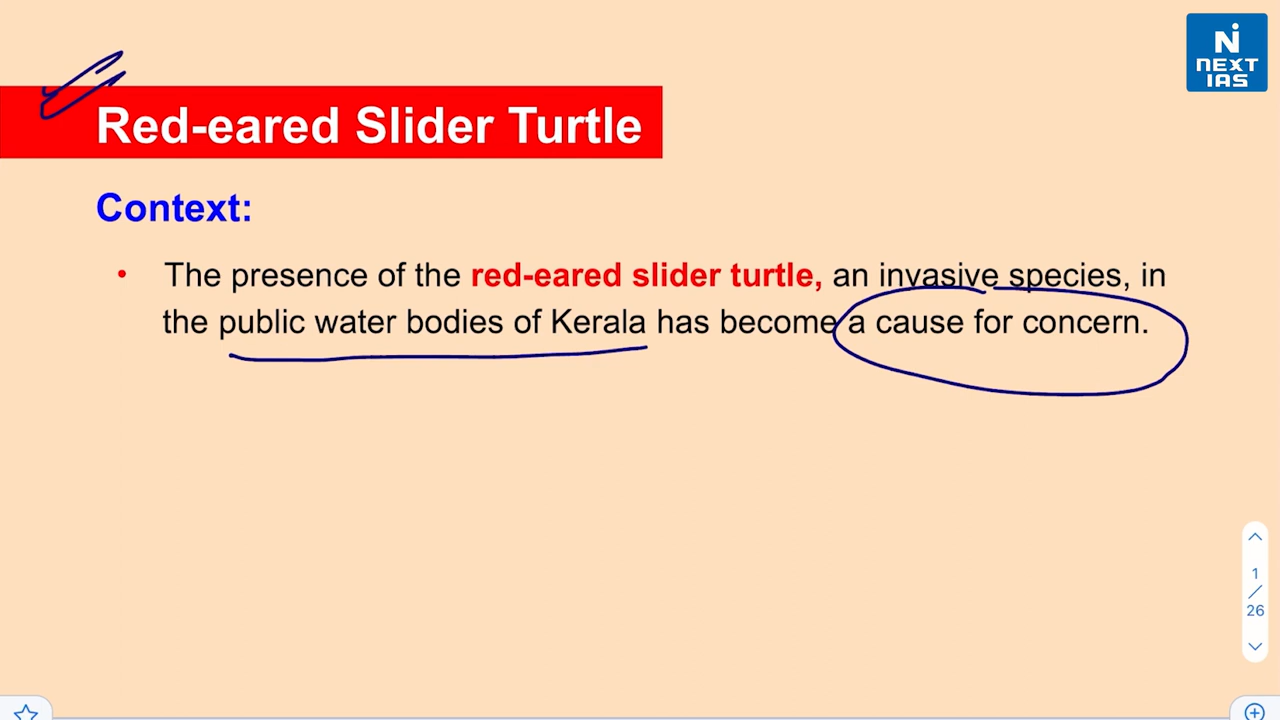 NEXT
IAS
Red-eared Slider Turtle
Context:
• The presence of the red-eared slider turtle, an invasive species, in
the public water bodies of Kerala has become a cause for concern.
1
/
26